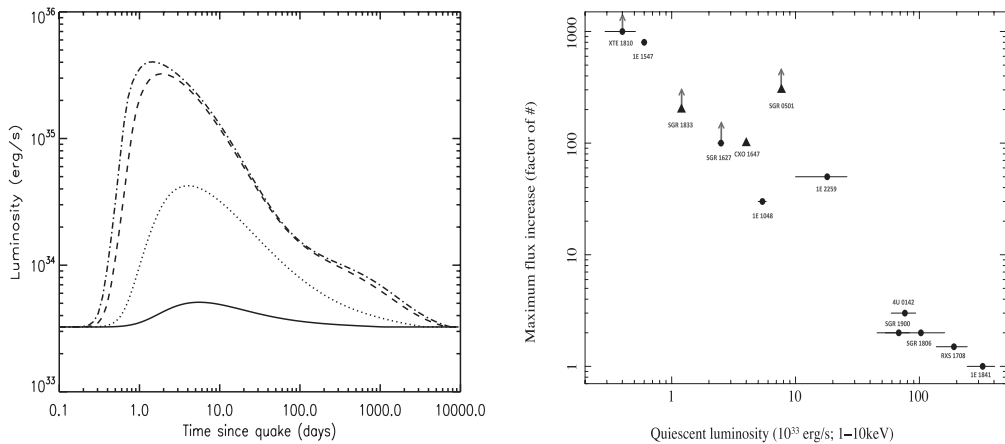 10^36
10^35
10^34
10^33
Luminosity (erg/s)
0.1
1.0
10.0
100.0
1000.0
10000.0
Time since quake (days)
1000
100
10
1
Maximum flux increase (factor of #)
XTE 1810
1E 1547
SGR 1833
SGR 0501
SGR 1627
CXO 1647
1E 2259
1E 1048
4U 0142
SGR 1900
SGR 1806
RXS 1708
1E 1841
1
10
100
Quiescent luminosity (10^33 erg/s; 1–10keV)